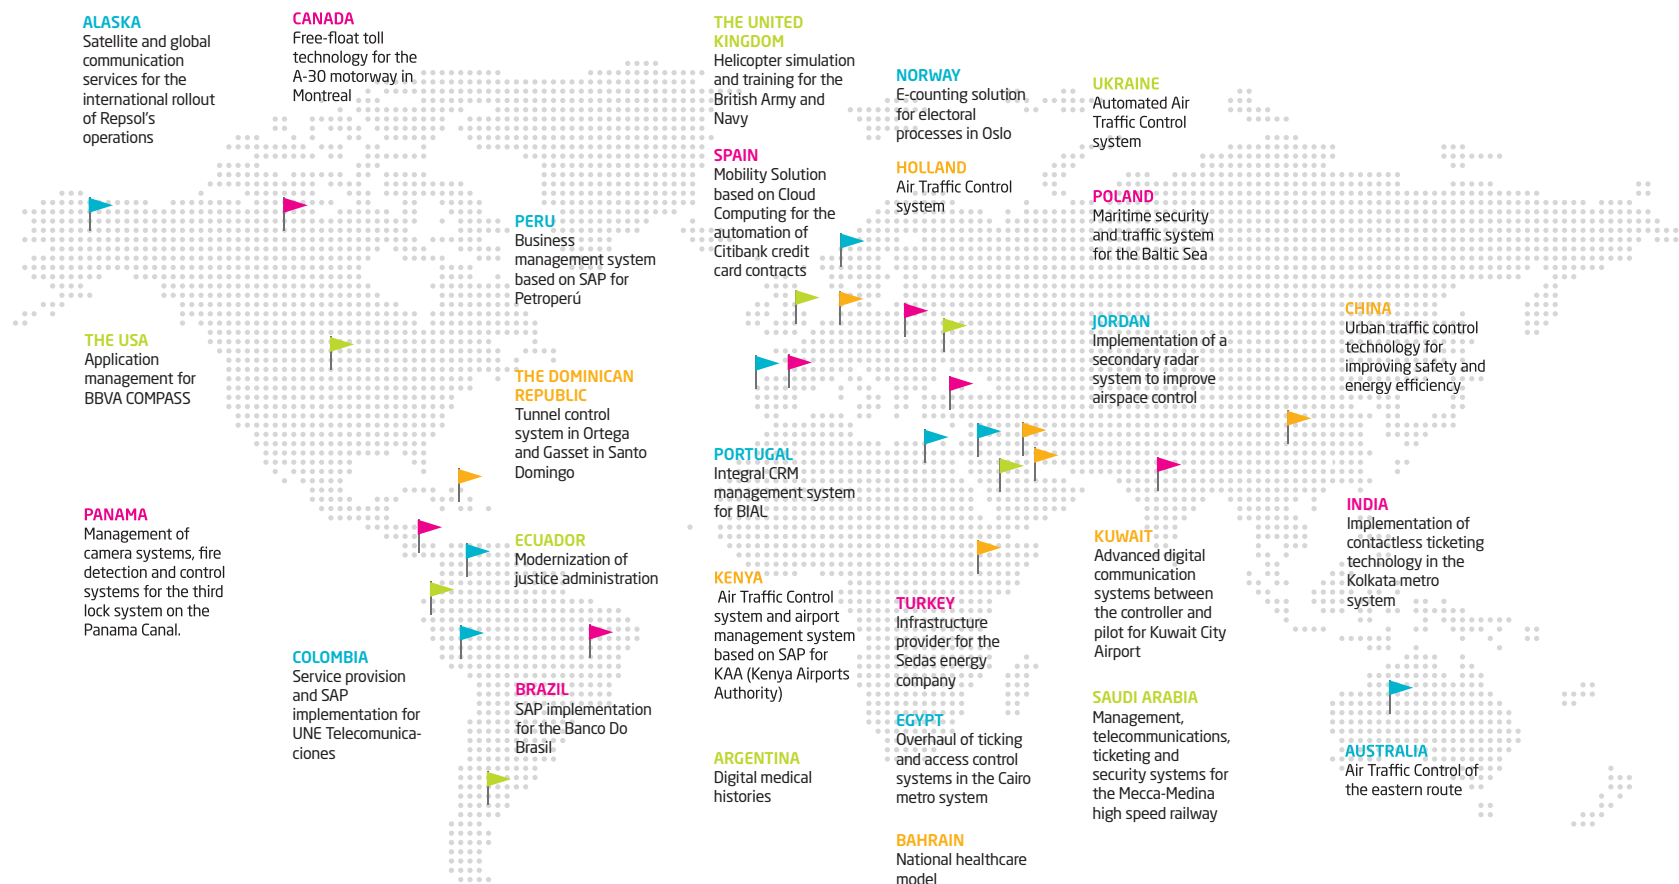 ALASKA
Satellite and global
communication
services for the
international rollout
of Repsol's
operations
CANADA
Free-float toll
technology for the
A-30 motorway in
Montreal
THE UNITED
KINGDOM
Helicopter simulation
and training for the
British Army and
Navy
NORWAY
E-counting solution
for electoral
processes in Oslo
UKRAINE
Automated Air
Traffic Control
system
SPAIN
Mobility Solution
based on Cloud
Computing for the
automation of
Citibank credit
card contracts
HOLLAND
Air Traffic Control
system
POLAND
Maritime security
and traffic system
for the Baltic Sea
PERU
Business
management system
based on SAP for
Petroperú
THE USA
Application
management for
BBVA COMPASS
THE DOMINICAN
REPUBLIC
Tunnel control
system in Ortega
and Gasset in Santo
Domingo
JORDAN
Implementation of a
secondary radar
system to improve
airspace control
CHINA
Urban traffic control
technology for
improving safety and
energy efficiency
PORTUGAL
Integral CRM
management system
for BIAL
PANAMA
Management of
camera systems, fire
detection and control
systems for the third
lock system on the
Panama Canal.
ECUADOR
Modernization of
justice administration
KENYA
Air Traffic Control
system and airport
management system
based on SAP for
KAA (Kenya Airports
Authority)
TURKEY
Infrastructure
provider for the
Sedas energy
company
KUWAIT
Advanced digital
communication
systems between
the controller and
pilot for Kuwait City
Airport
INDIA
Implementation of
contactless ticketing
technology in the
Kolkata metro
system
COLOMBIA
Service provision
and SAP
implementation for
UNE Telecomunica-
ciones
BRAZIL
SAP implementation
for the Banco Do
Brasil
ARGENTINA
Digital medical
histories
EGYPT
Overhaul of ticking
and access control
systems in the Cairo
metro system
SAUDI ARABIA
Management,
telecommunications,
ticketing and
security systems for
the Mecca-Medina
high speed railway
AUSTRALIA
Air Traffic Control of
the eastern route
BAHRAIN
National healthcare
model